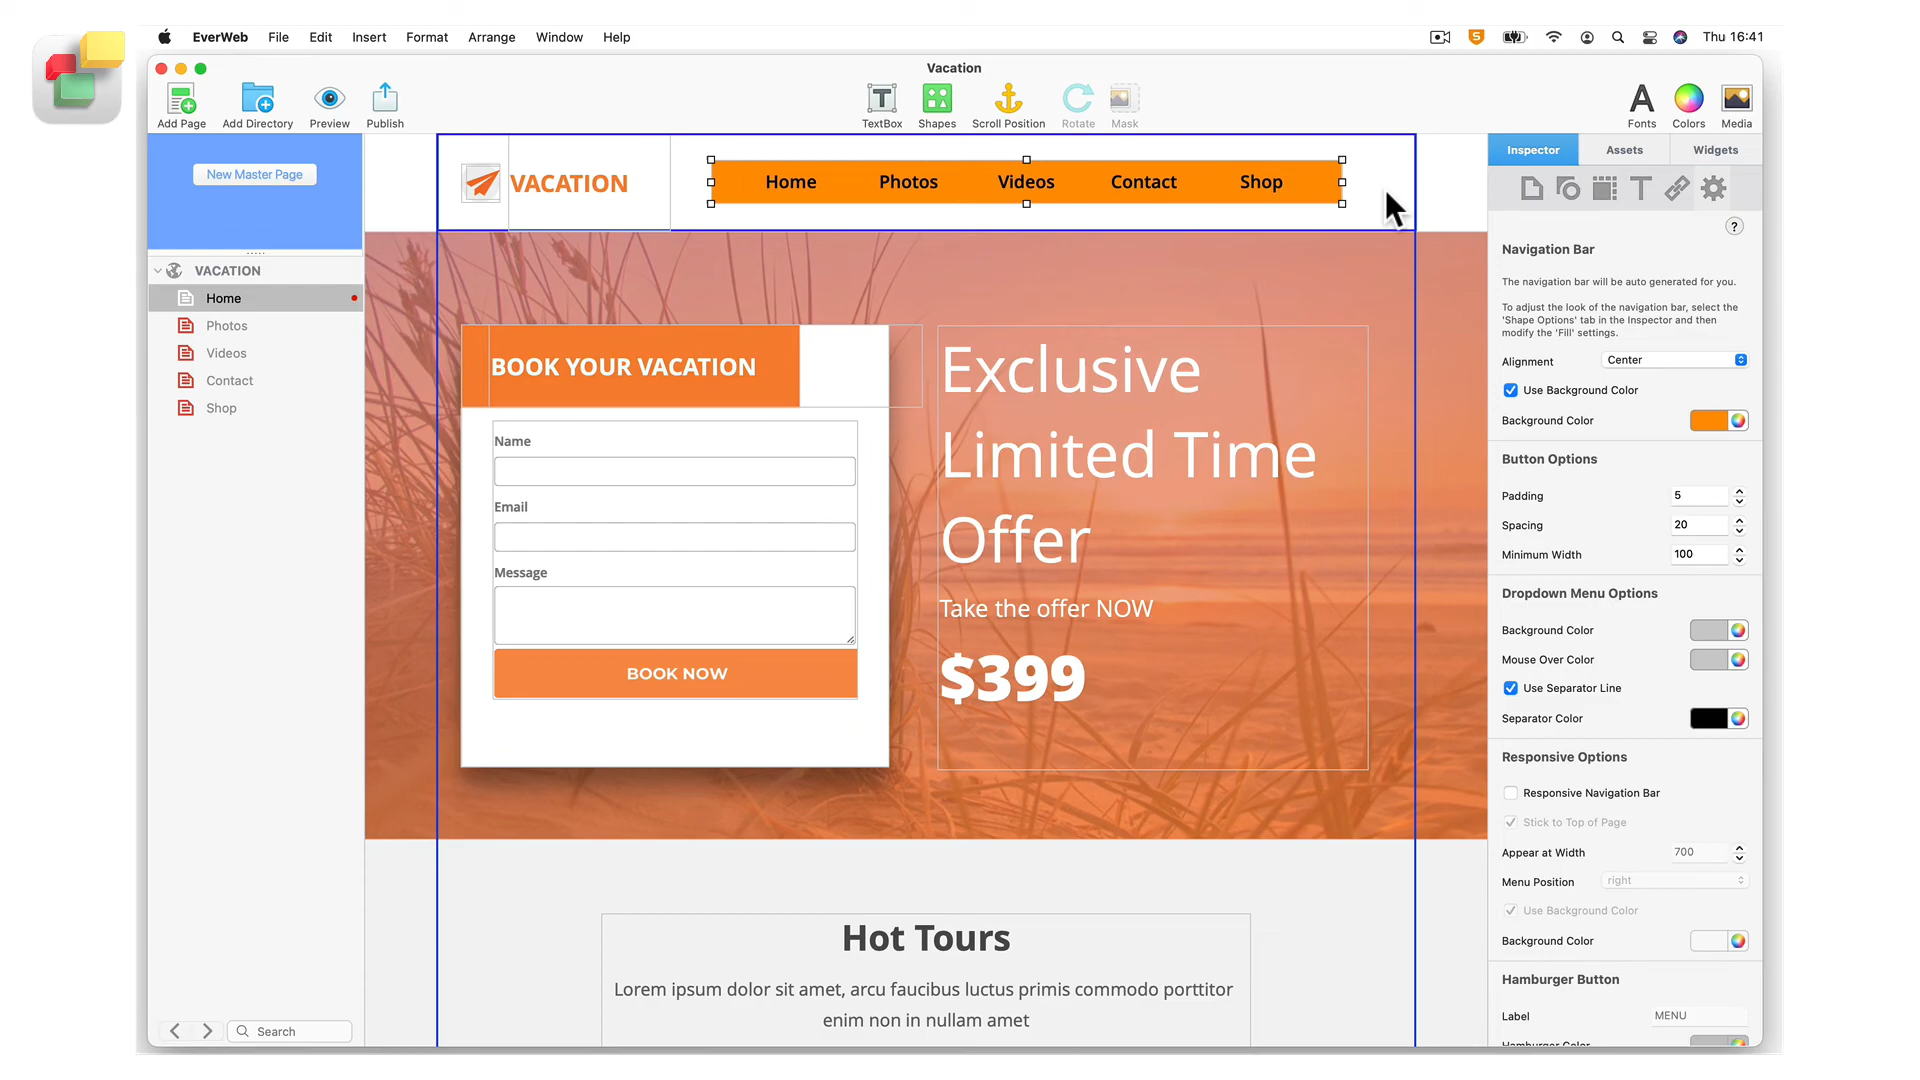 EverWeb File Edit Insert Format Arrange Window Help
S
Thu 16:41
Vacation
Add Page Add Directory Preview Publish
T
TextBox Shapes Scroll Position Rotate Mask
A
Fonts Colors Media
New Master Page
VACATION
Home
Photos
Videos
Contact
Shop
Search
VACATION
Home Photos Videos Contact Shop
BOOK YOUR VACATION
Name
Email
Message
BOOK NOW
Exclusive
Limited Time
Offer
Take the offer NOW
$399
Hot Tours
Lorem ipsum dolor sit amet, arcu faucibus luctus primis commodo porttitor
enim non in nullam amet
Inspector Assets Widgets
T
?
Navigation Bar
The navigation bar will be auto generated for you.
To adjust the look of the navigation bar, select the
'Shape Options' tab in the Inspector and then
modify the 'Fill' settings.
Alignment Center
Use Background Color
Background Color
Button Options
Padding 5
Spacing 20
Minimum Width 100
Dropdown Menu Options
Background Color
Mouse Over Color
Use Separator Line
Separator Color
Responsive Options
Responsive Navigation Bar
Stick to Top of Page
Appear at Width 700
Menu Position right
Use Background Color
Background Color
Hamburger Button
Label MENU
Hamburger Color